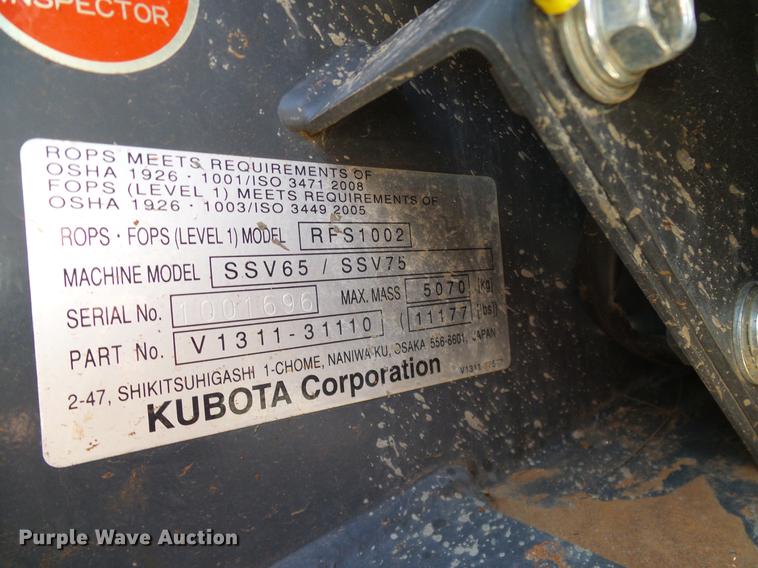 INSPECTOR
ROPS MEETS REQUIREMENTS OF
OSHA 1926 · 1001/ISO 3471 2008
FOPS (LEVEL 1) MEETS REQUIREMENTS OF
OSHA 1926 · 1003/ISO 3449 2005
ROPS · FOPS (LEVEL 1) MODEL RFS1002
MACHINE MODEL SSV65 / SSV75
SERIAL No. 1001696 MAX. MASS 5070 [kg]
PART No. V1311-31110 (11177 [lbs])
2-47, SHIKITSUHIGASHI 1-CHOME, NANIWA-KU, OSAKA 556-8601, JAPAN
KUBOTA Corporation
Purple Wave Auction